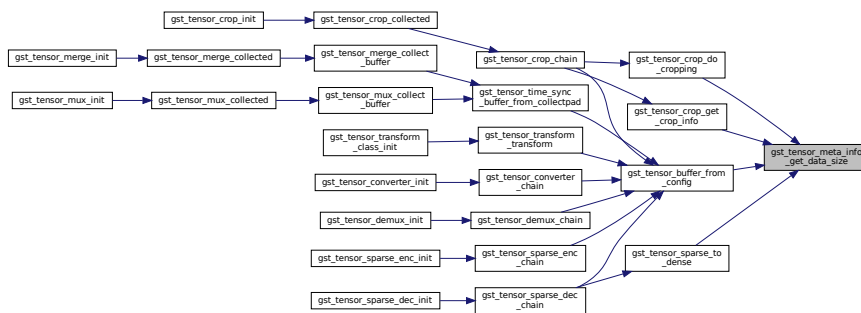 gst_tensor_crop_init
gst_tensor_crop_collected
gst_tensor_merge_init
gst_tensor_merge_collected
gst_tensor_merge_collect
_buffer
gst_tensor_crop_chain
gst_tensor_crop_do
_cropping
gst_tensor_mux_init
gst_tensor_mux_collected
gst_tensor_mux_collect
_buffer
gst_tensor_time_sync
_buffer_from_collectpad
gst_tensor_crop_get
_crop_info
gst_tensor_transform
_class_init
gst_tensor_transform
_transform
gst_tensor_meta_info
_get_data_size
gst_tensor_converter_init
gst_tensor_converter
_chain
gst_tensor_buffer_from
_config
gst_tensor_demux_init
gst_tensor_demux_chain
gst_tensor_sparse_enc_init
gst_tensor_sparse_enc
_chain
gst_tensor_sparse_to
_dense
gst_tensor_sparse_dec_init
gst_tensor_sparse_dec
_chain